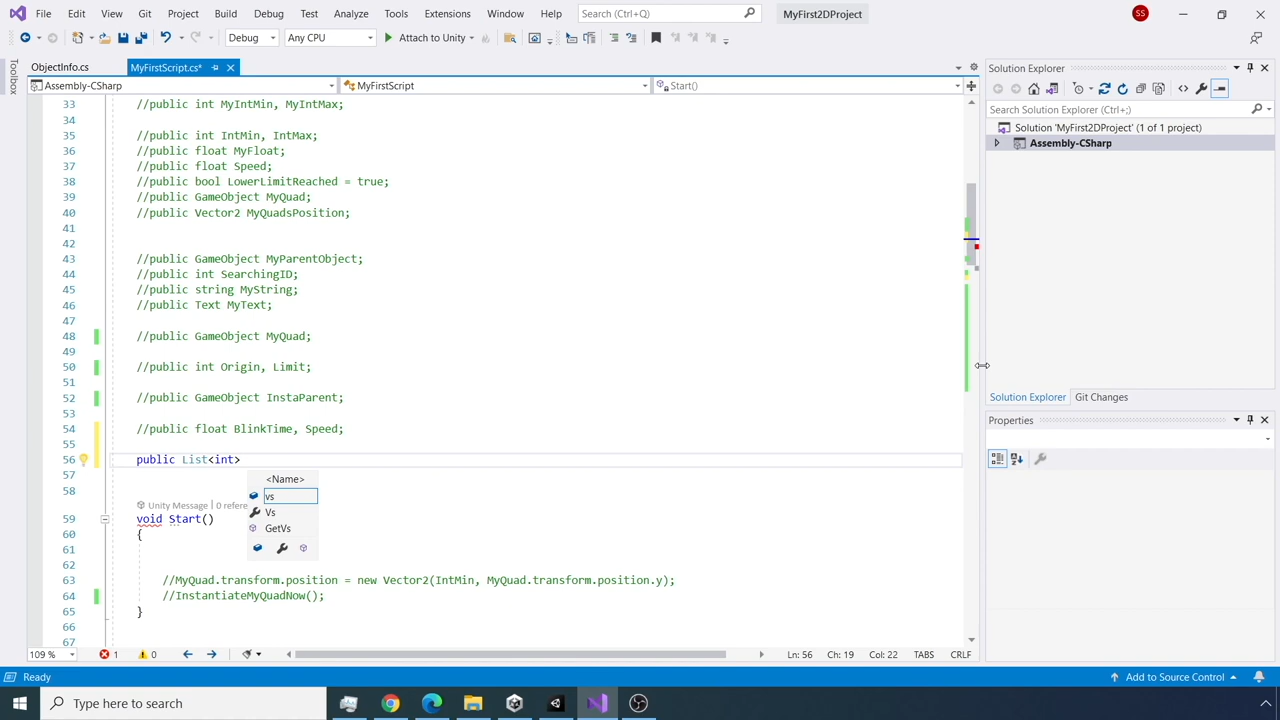 File Edit View Git Project Build Debug Test Analyze Tools Extensions Window Help Search (Ctrl+/) MyFirst2DProject SS
Debug Any CPU Attach to Unity
Toolbox
ObjectInfo.cs MyFirstScript.cs*
Assembly-CSharp MyFirstScript Start()
33 //public int MyIntMin, MyIntMax;
34
35 //public int IntMin, IntMax;
36 //public float MyFloat;
37 //public float Speed;
38 //public bool LowerLimitReached = true;
39 //public GameObject MyQuad;
40 //public Vector2 MyQuadsPosition;
41
42
43 //public GameObject MyParentObject;
44 //public int SearchingID;
45 //public string MyString;
46 //public Text MyText;
47
48 //public GameObject MyQuad;
49
50 //public int Origin, Limit;
51
52 //public GameObject InstaParent;
53
54 //public float BlinkTime, Speed;
55
56 public List<int>
57
58
<Name>
vs
Vs
GetVs
Unity Message | 0 refere
59 void Start()
60 {
61
62
63 //MyQuad.transform.position = new Vector2(IntMin, MyQuad.transform.position.y);
64 //InstantiateMyQuadNow();
65 }
66
67
109 % 1 0 Ln: 56 Ch: 19 Col: 22 TABS CRLF
Solution Explorer
Search Solution Explorer (Ctrl+;)
Solution 'MyFirst2DProject' (1 of 1 project)
Assembly-CSharp
Solution Explorer Git Changes
Properties
Ready Add to Source Control
Type here to search